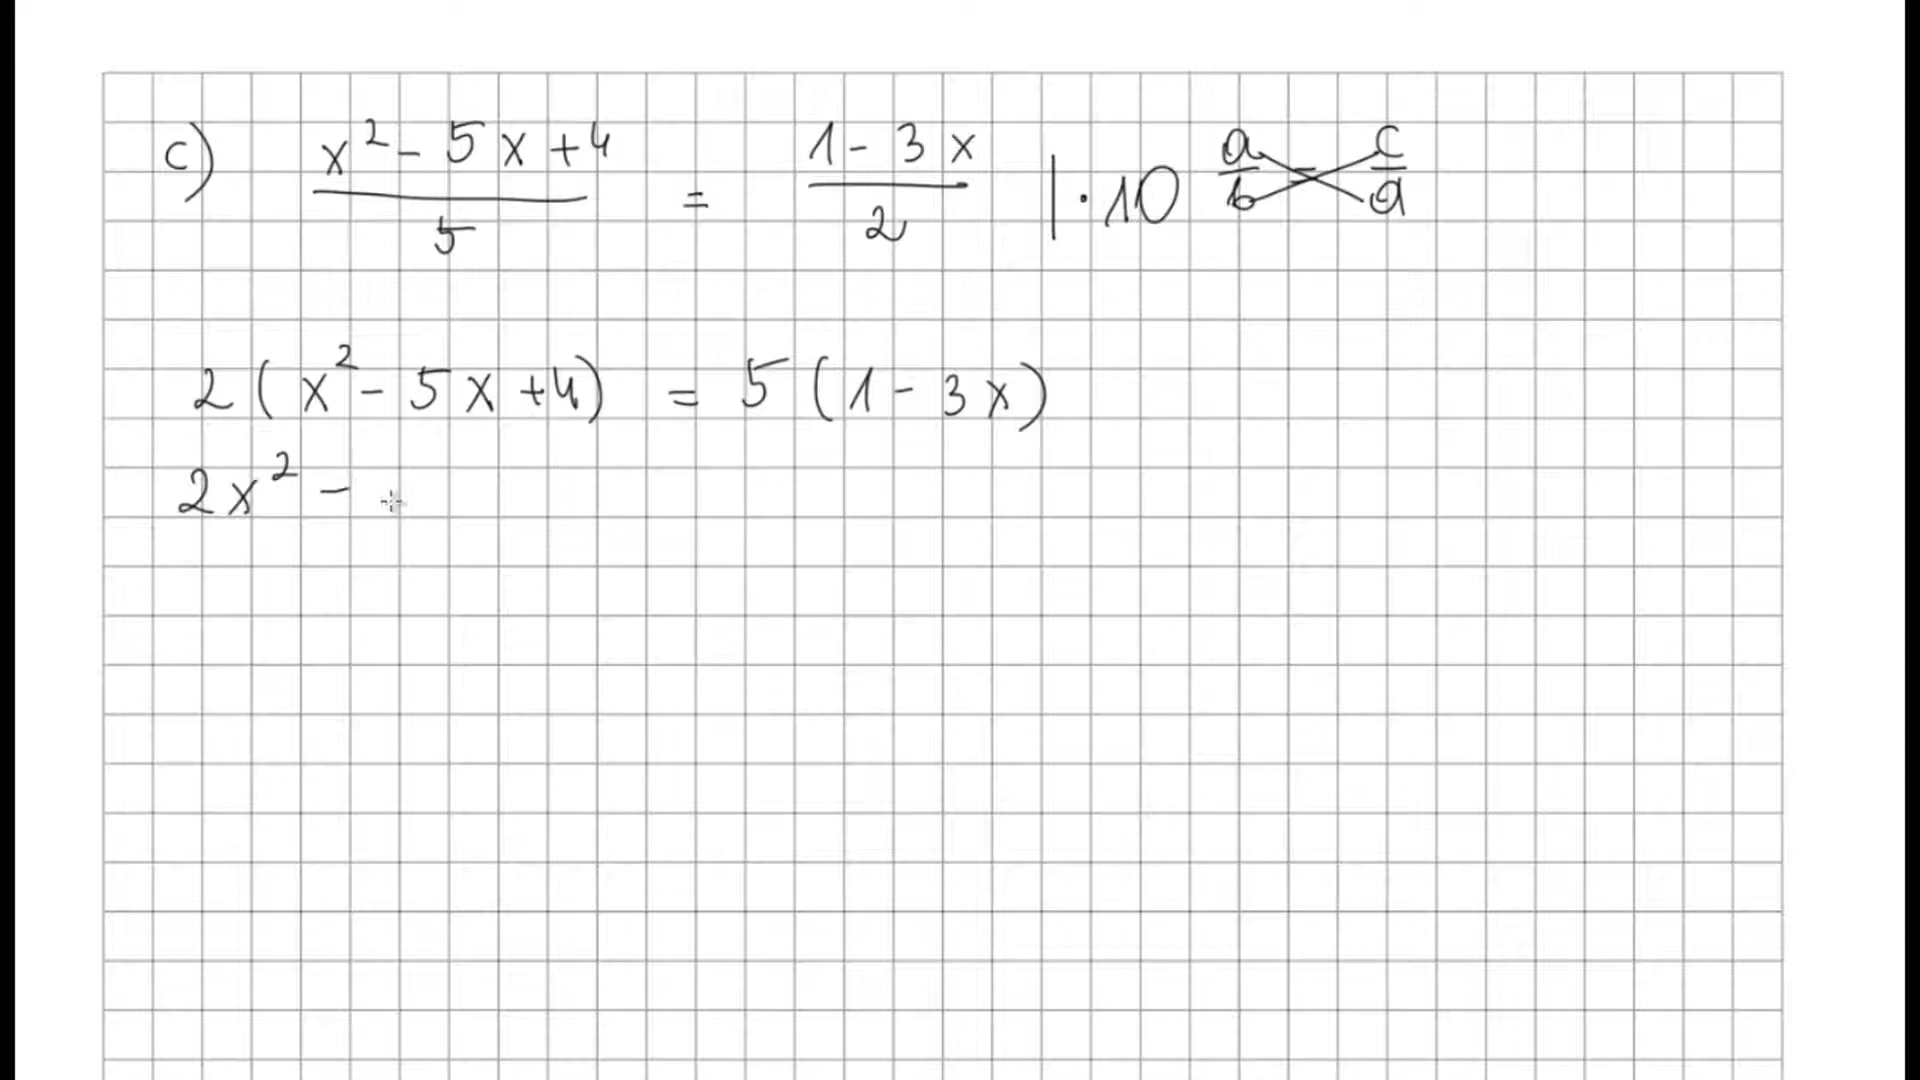 c) x² - 5x + 4 / 5 = 1 - 3x / 2 | · 10 a/b = c/d
2 ( x² - 5x + 4 ) = 5 ( 1 - 3x )
2x² -